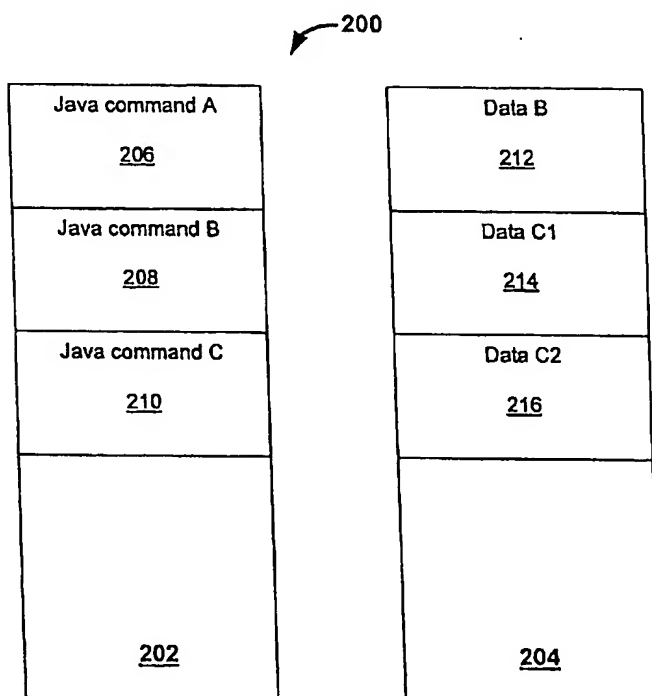 200
Java command A
206
Java command B
208
Java command C
210
202
Data B
212
Data C1
214
Data C2
216
204